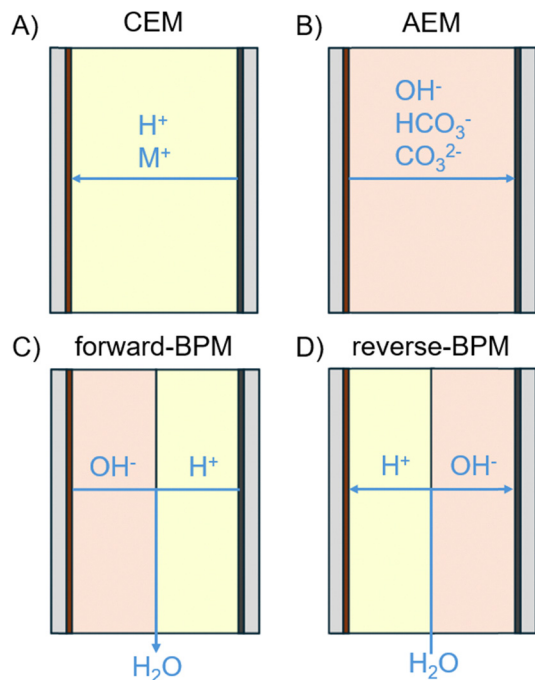 A) CEM
H⁺
M⁺
B) AEM
OH⁻
HCO₃⁻
CO₃²⁻
C) forward-BPM
OH⁻ H⁺
H₂O
D) reverse-BPM
H⁺ OH⁻
H₂O